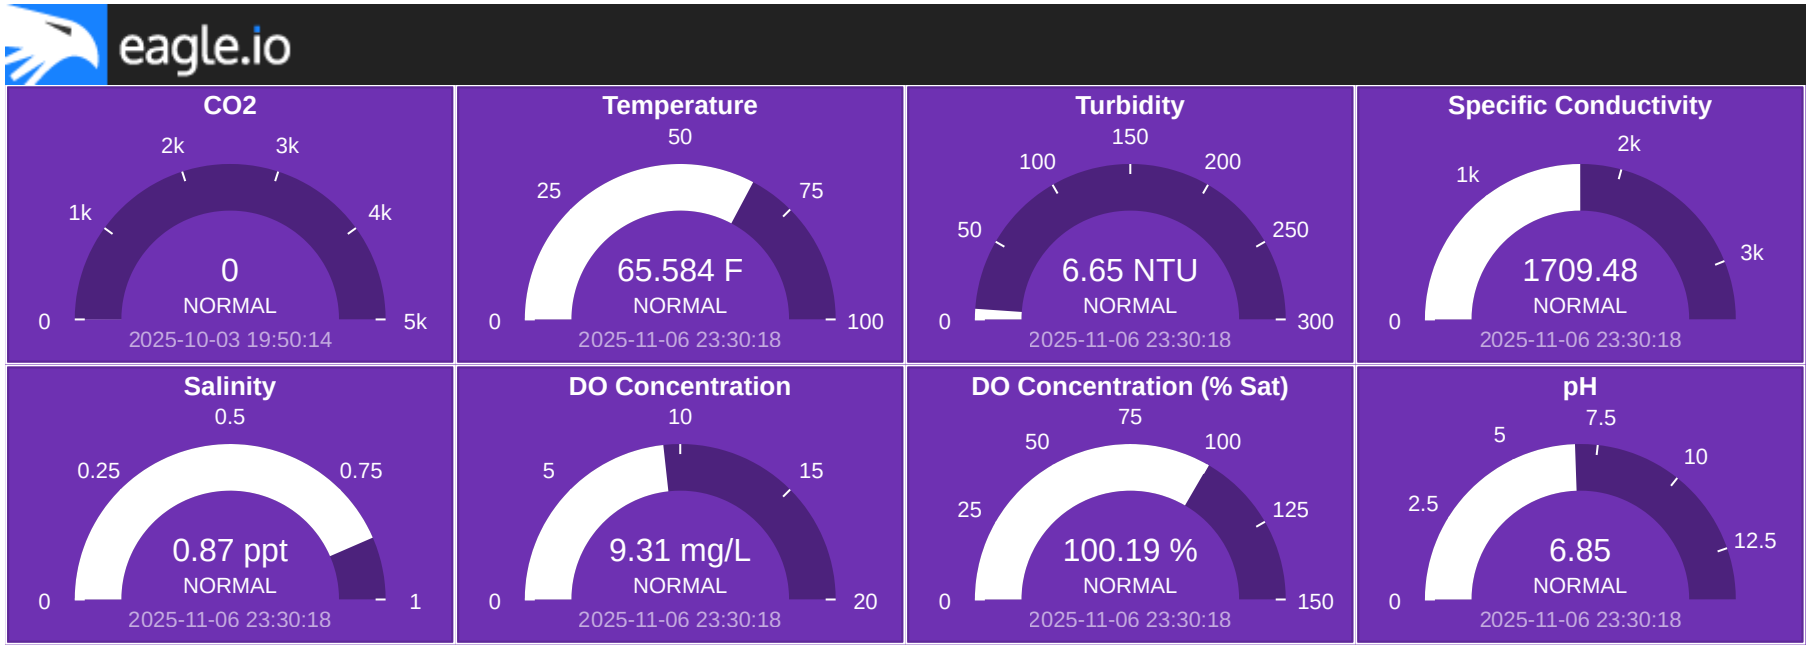 eagle.io
CO2
0
1k
2k
3k
4k
5k
0
NORMAL
2025-10-03 19:50:14
Temperature
0
25
50
75
100
65.584 F
NORMAL
2025-11-06 23:30:18
Turbidity
0
50
100
150
200
250
300
6.65 NTU
NORMAL
2025-11-06 23:30:18
Specific Conductivity
0
1k
2k
3k
1709.48
NORMAL
2025-11-06 23:30:18
Salinity
0
0.25
0.5
0.75
1
0.87 ppt
NORMAL
2025-11-06 23:30:18
DO Concentration
0
5
10
15
20
9.31 mg/L
NORMAL
2025-11-06 23:30:18
DO Concentration (% Sat)
0
25
50
75
100
125
150
100.19 %
NORMAL
2025-11-06 23:30:18
pH
0
2.5
5
7.5
10
12.5
6.85
NORMAL
2025-11-06 23:30:18